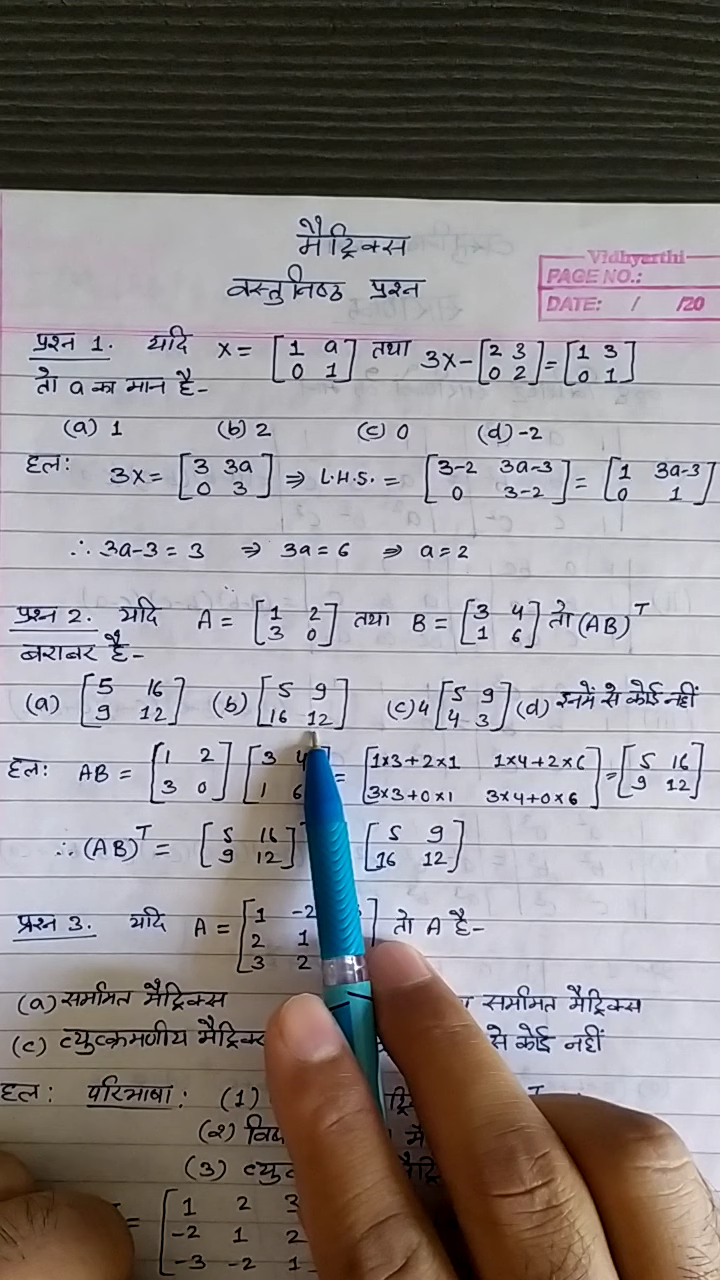 मैट्रिक्स
वस्तुनिष्ठ प्रश्न
Vidhyarthi
PAGE NO.:
DATE: / /20
प्रश्न 1. यदि x = [1 a; 0 1] तथा 3x - [2 3; 0 2] = [1 3; 0 1]
तो a का मान है-
(a) 1 (b) 2 (c) 0 (d) -2
हल: 3x = [3 3a; 0 3] ⇒ L.H.S. = [3-2 3a-3; 0 3-2] = [1 3a-3; 0 1]
∴ 3a-3 = 3 ⇒ 3a = 6 ⇒ a = 2
प्रश्न 2. यदि A = [1 2; 3 0] तथा B = [3 4; 1 6] तो (AB)^T
बराबर है-
(a) [5 16; 9 12] (b) [5 9; 16 12] (c) 4[5 9; 4 3] (d) इनमें से कोई नहीं
हल: AB = [1 2; 3 0] [3 4; 1 6] = [1×3+2×1 1×4+2×6; 3×3+0×1 3×4+0×6] = [5 16; 9 12]
∴ (AB)^T = [5 16; 9 12] [5 9; 16 12]
प्रश्न 3. यदि A = [1 -2; 2 1; 3 2] तो A है-
(a) सममित मैट्रिक्स सममित मैट्रिक्स
(c) व्युत्क्रमणीय मैट्रिक्स से कोई नहीं
हल: परिभाषा: (1) T
(2)
(3)
= [1 2 3; -2 1 2; -3 -2 1]